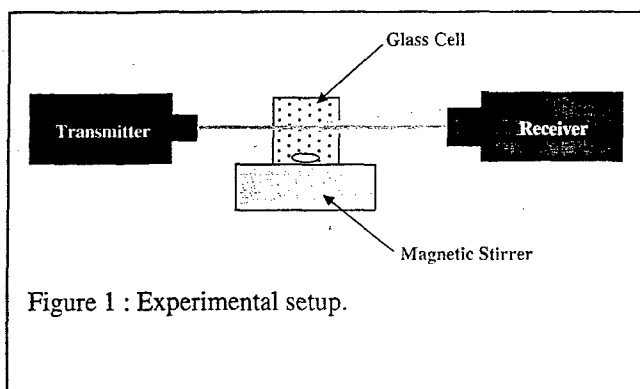 Glass Cell
Transmitter
Receiver
Magnetic Stirrer
Figure 1 : Experimental setup.